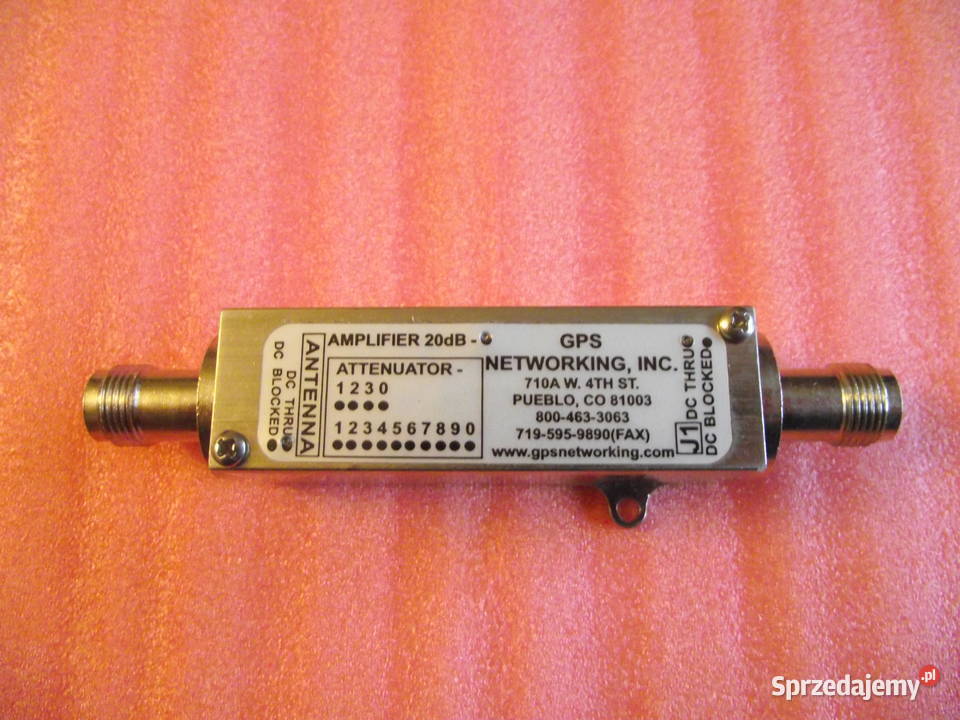 AMPLIFIER 20dB -
ANTENNA
DC THRU
DC BLOCKED
ATTENUATOR -
1 2 3 0
1 2 3 4 5 6 7 8 9 0
GPS
NETWORKING, INC.
710A W. 4TH ST.
PUEBLO, CO 81003
800-463-3063
719-595-9890(FAX)
www.gpsnetworking.com
J1
DC THRU
DC BLOCKED
Sprzedajemy.pl